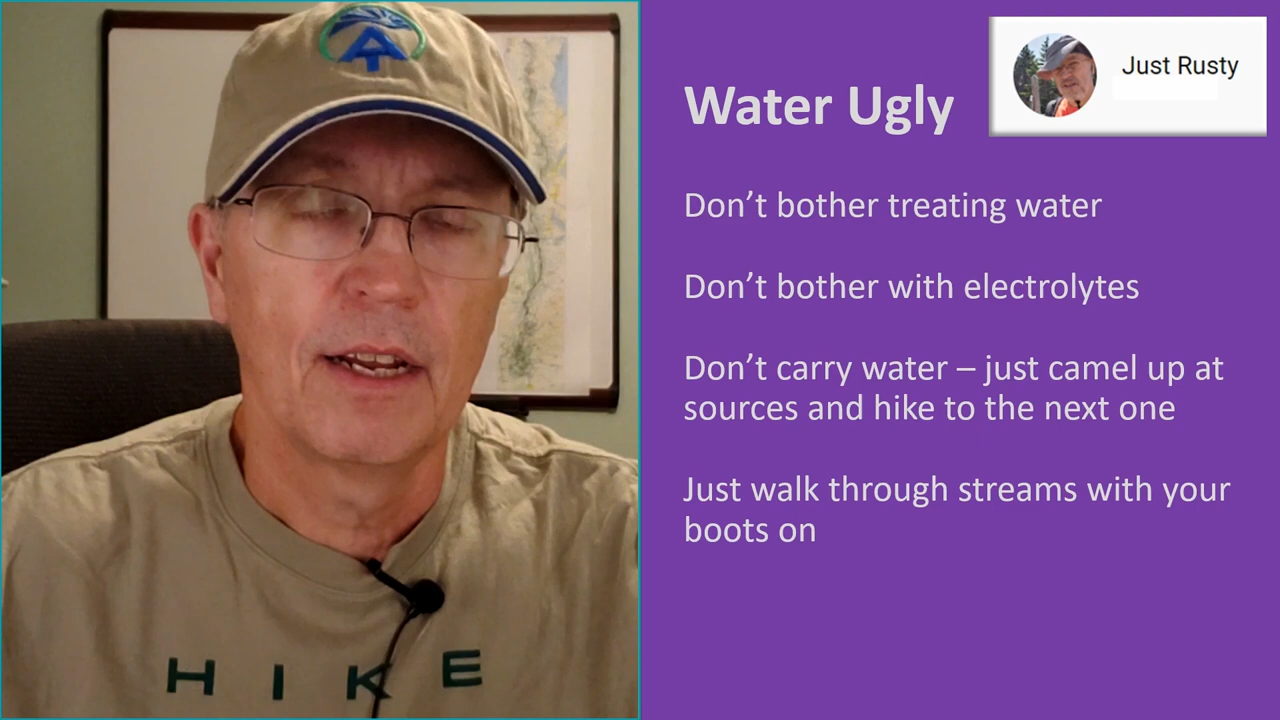 Water Ugly
Just Rusty
Don’t bother treating water
Don’t bother with electrolytes
Don’t carry water – just camel up at
sources and hike to the next one
Just walk through streams with your
boots on
HIKE